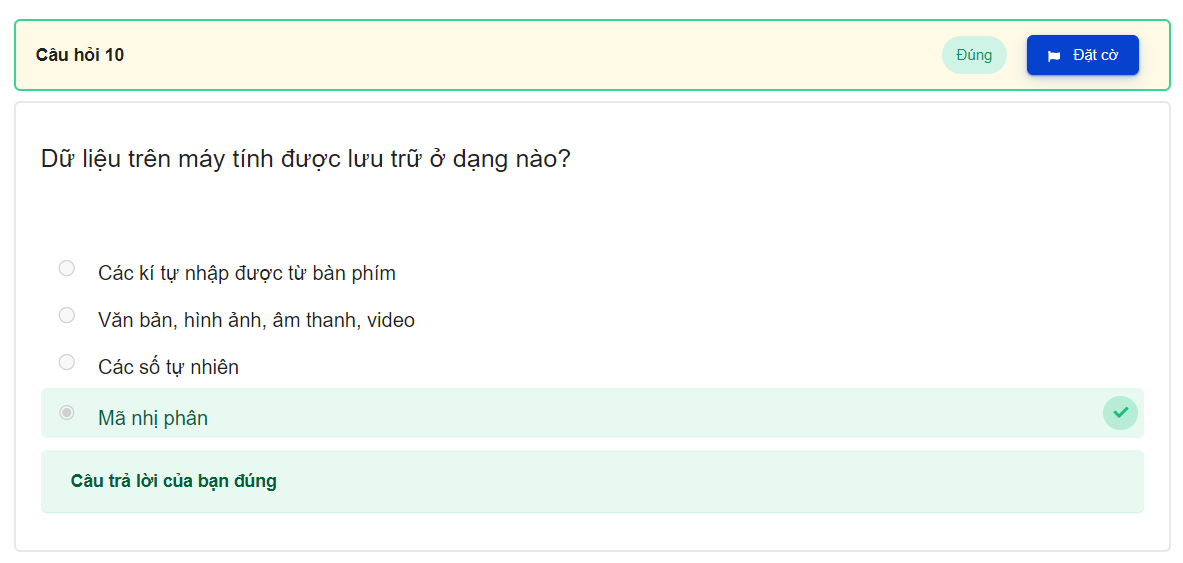 Câu hỏi 10
Đúng
Đặt cờ
Dữ liệu trên máy tính được lưu trữ ở dạng nào?
Các kí tự nhập được từ bàn phím
Văn bản, hình ảnh, âm thanh, video
Các số tự nhiên
Mã nhị phân
Câu trả lời của bạn đúng